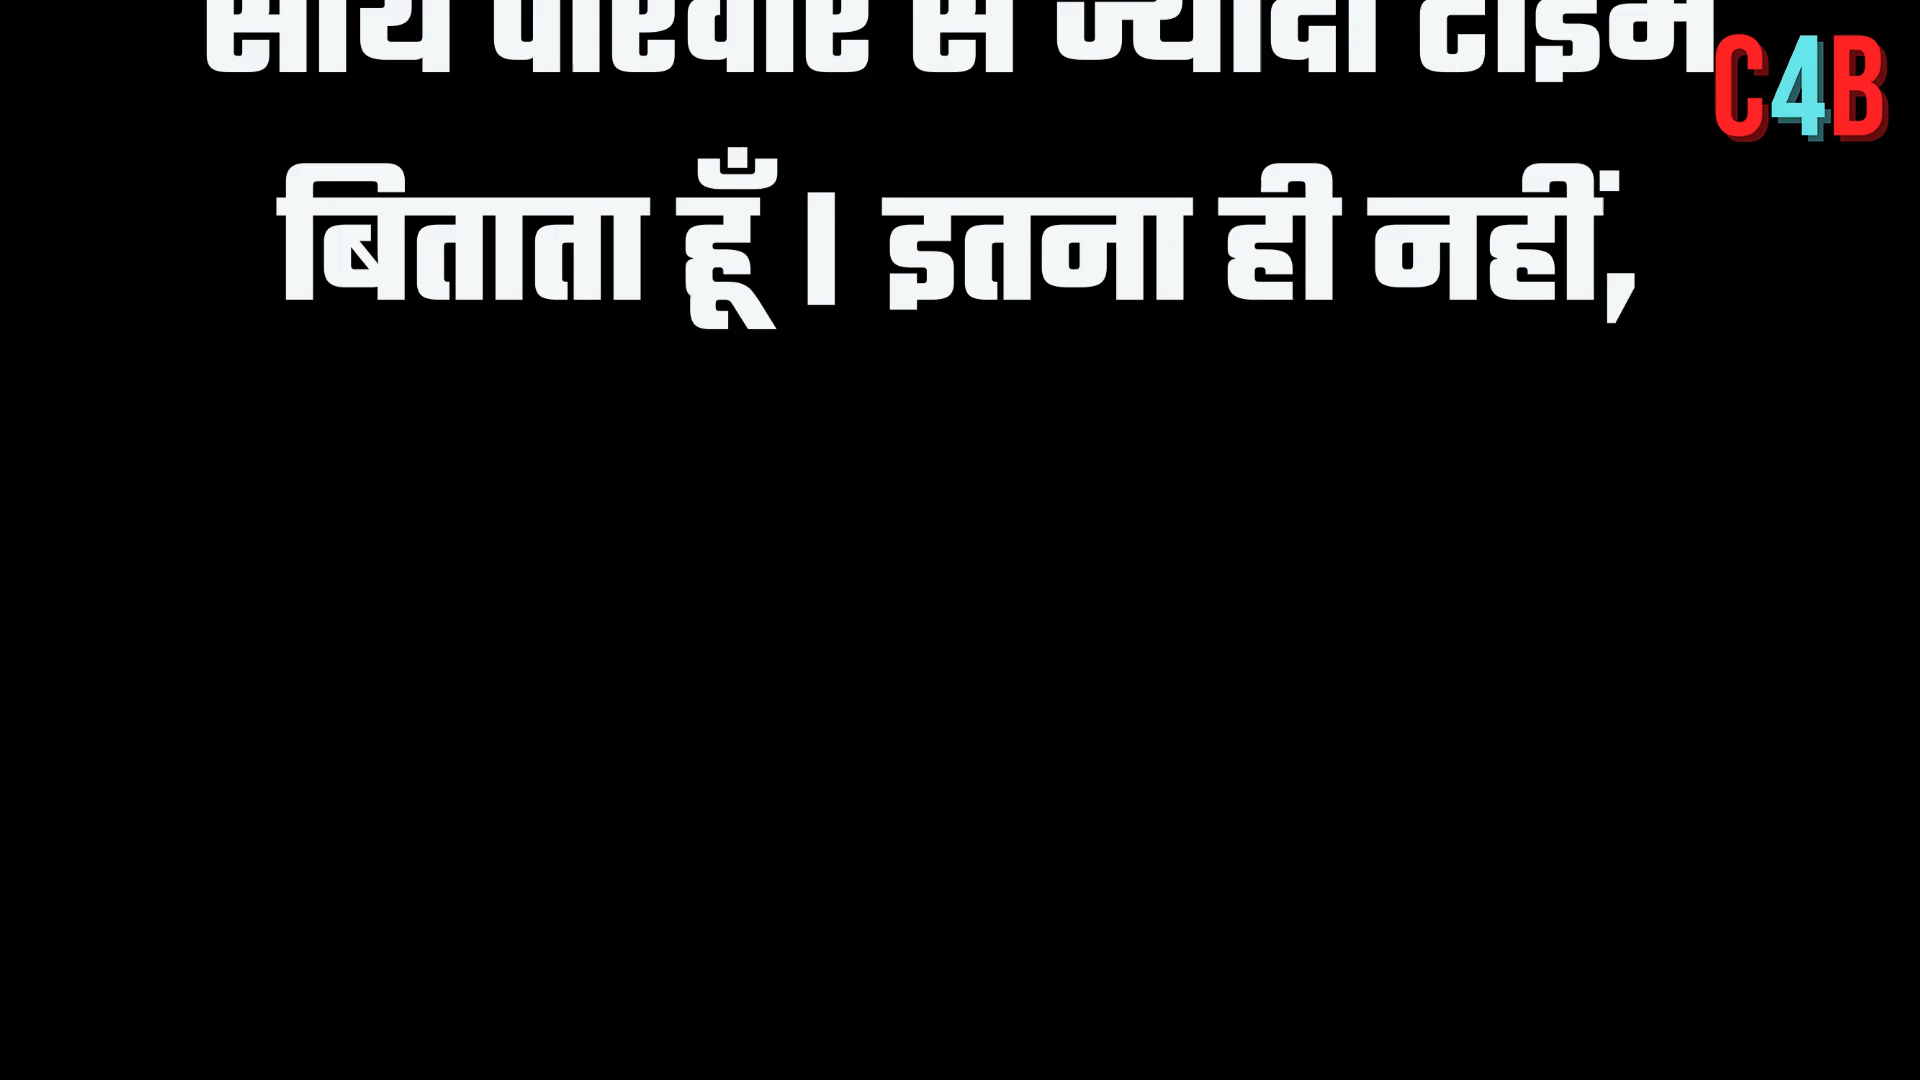 साथ परिवार से ज्यादा टाइम
C4B
बिताता हूँ । इतना ही नहीं,